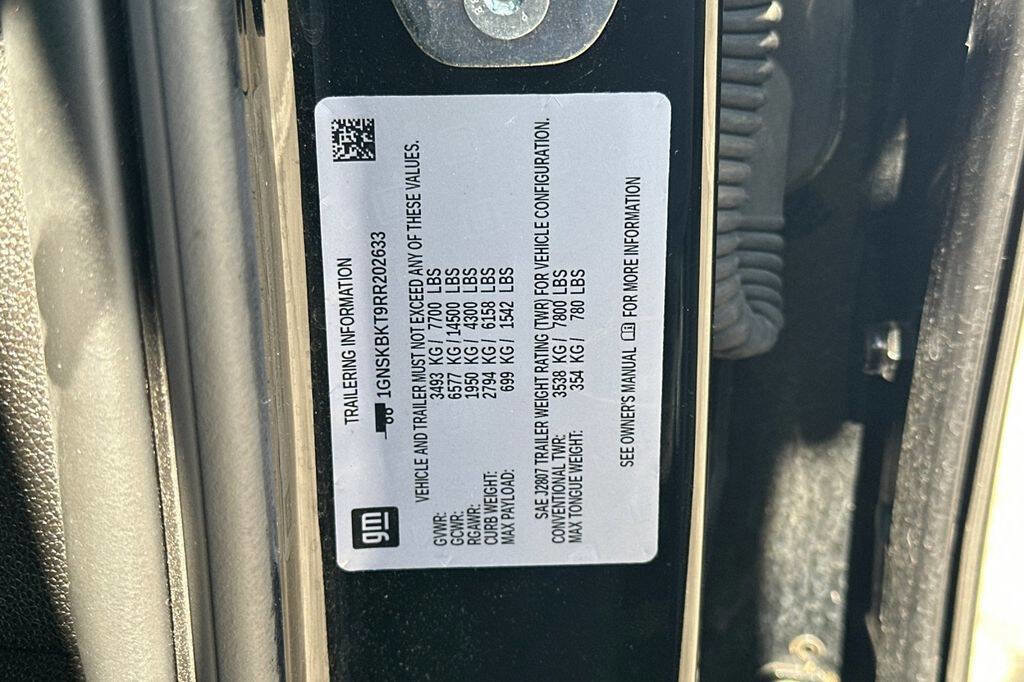 gm
TRAILERING INFORMATION
1GNSKBKT9RR202633
VEHICLE AND TRAILER MUST NOT EXCEED ANY OF THESE VALUES.
GVWR: 3493 KG / 7700 LBS
GCWR: 6577 KG / 14500 LBS
RGAWR: 1950 KG / 4300 LBS
CURB WEIGHT: 2794 KG / 6158 LBS
MAX PAYLOAD: 699 KG / 1542 LBS
SAE J2807 TRAILER WEIGHT RATING (TWR) FOR VEHICLE CONFIGURATION.
CONVENTIONAL TWR: 3538 KG / 7800 LBS
MAX TONGUE WEIGHT: 354 KG / 780 LBS
SEE OWNER'S MANUAL FOR MORE INFORMATION